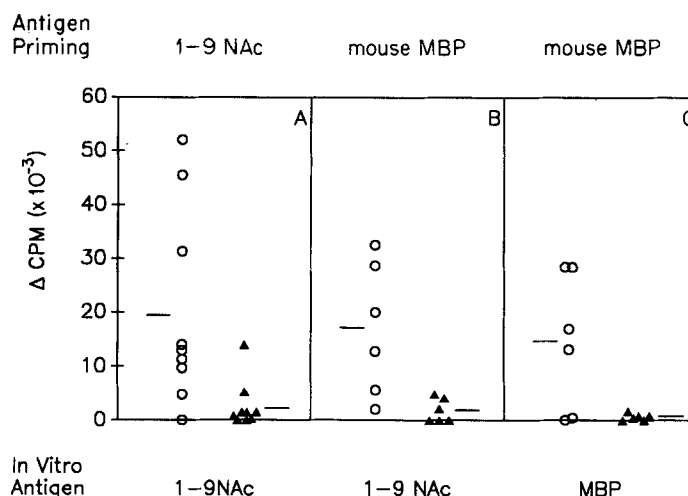 Antigen
Priming
1-9 NAc
mouse MBP
mouse MBP
60
50
40
30
20
10
0
Δ CPM (x 10⁻³)
A
B
C
In Vitro
Antigen
1-9NAc
1-9 NAc
MBP